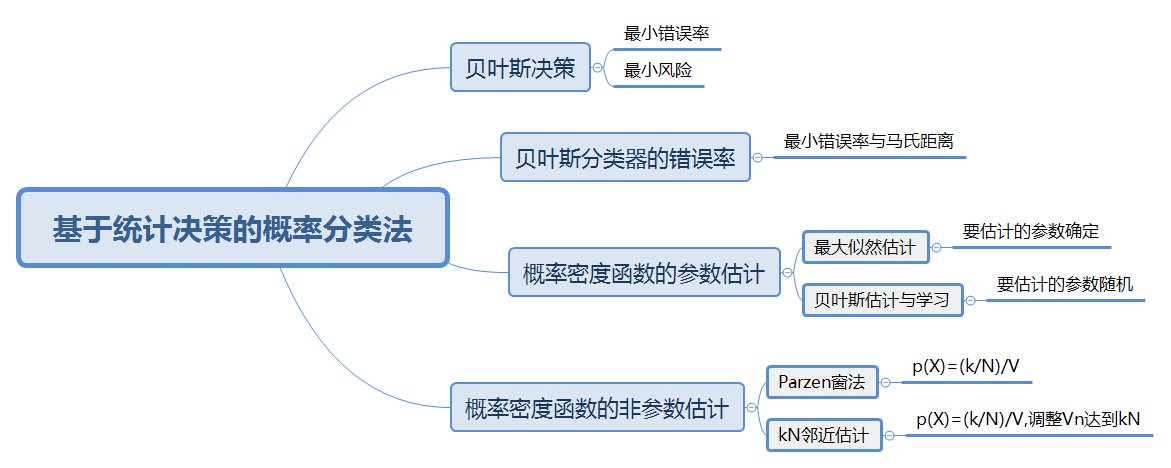 基于统计决策的概率分类法
贝叶斯决策
最小错误率
最小风险
贝叶斯分类器的错误率
最小错误率与马氏距离
概率密度函数的参数估计
最大似然估计
要估计的参数确定
贝叶斯估计与学习
要估计的参数随机
概率密度函数的非参数估计
Parzen窗法
p(X)=(k/N)/V
kN邻近估计
p(X)=(k/N)/V,调整Vn达到kN